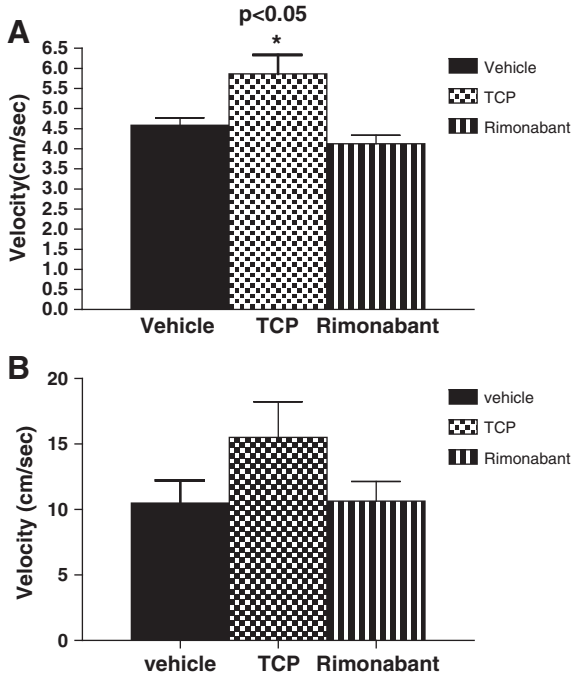 A
p<0.05
*
6.5
6.0
5.5
5.0
4.5
4.0
3.5
3.0
2.5
2.0
1.5
1.0
0.5
0.0
Velocity(cm/sec)
Vehicle
TCP
Rimonabant
Vehicle TCP Rimonabant
B
20
15
10
5
0
Velocity (cm/sec)
vehicle
TCP
Rimonabant
vehicle TCP Rimonabant